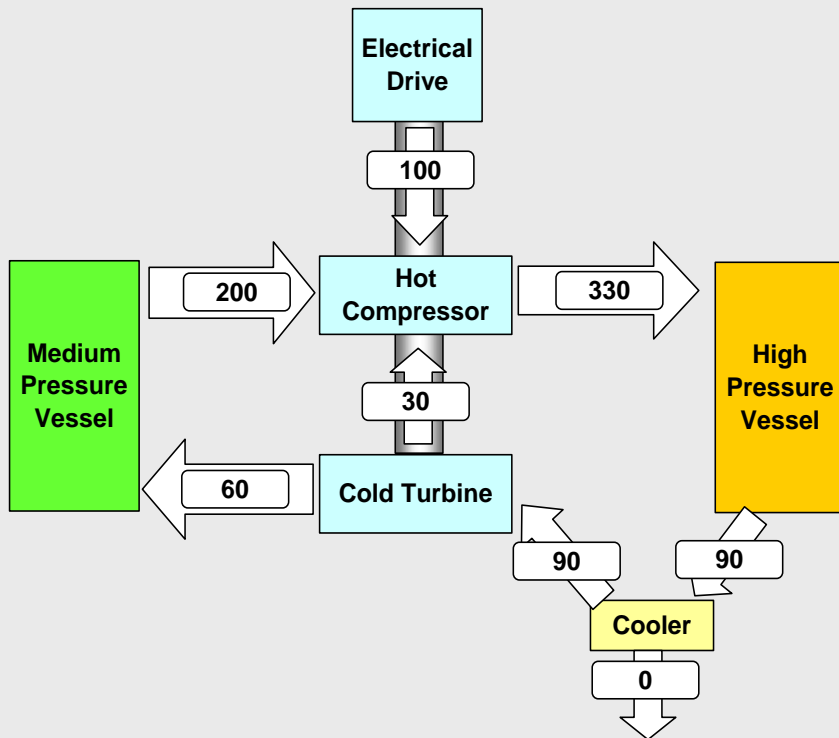 Electrical
Drive
100
200
Hot
Compressor
330
Medium
Pressure
Vessel
High
Pressure
Vessel
30
60
Cold Turbine
90
90
Cooler
0